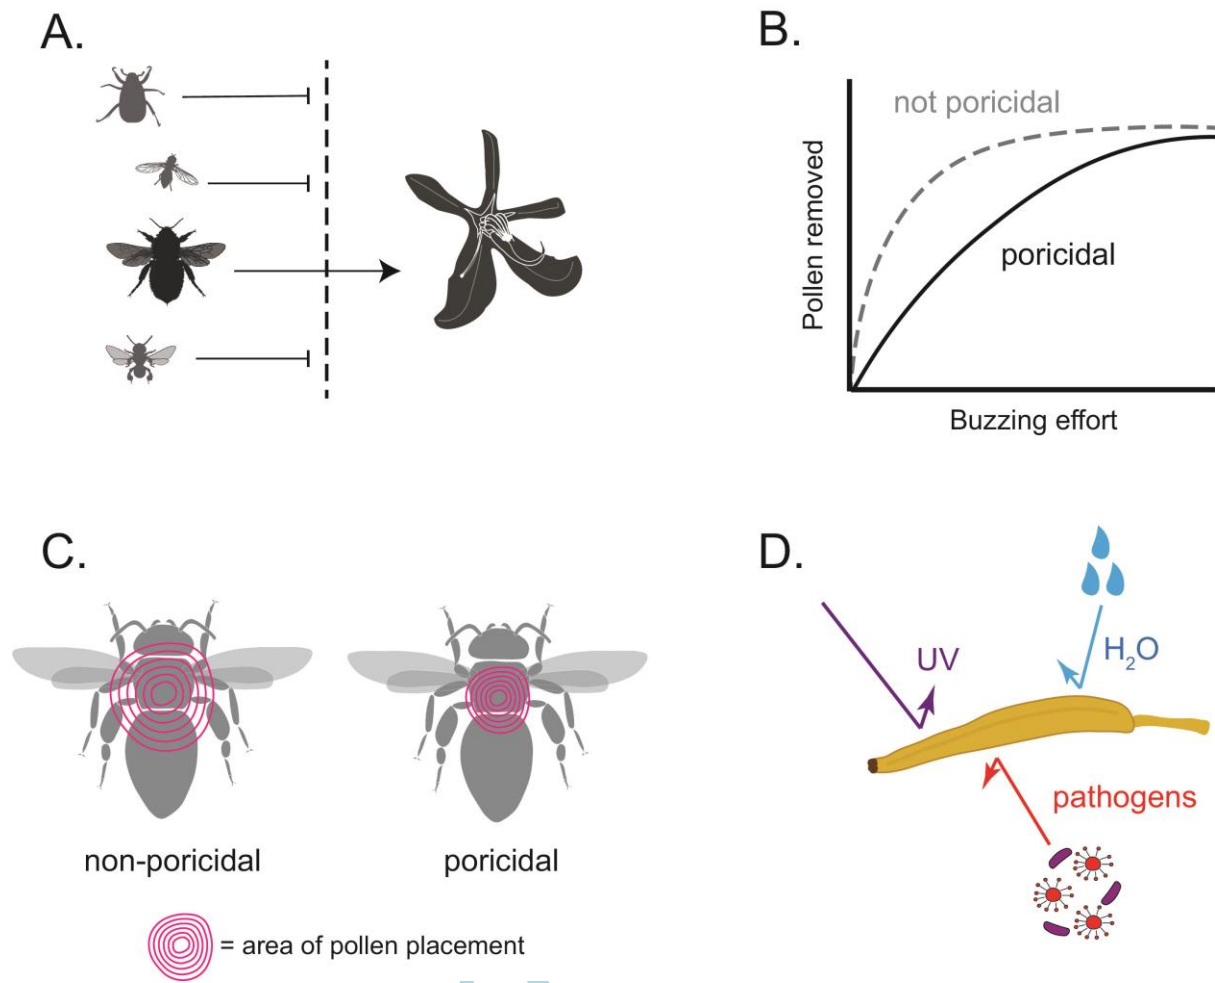 A.
B.
not poricidal
Pollen removed
poricidal
Buzzing effort
C.
D.
UV
H₂O
pathogens
non-poricidal
poricidal
= area of pollen placement